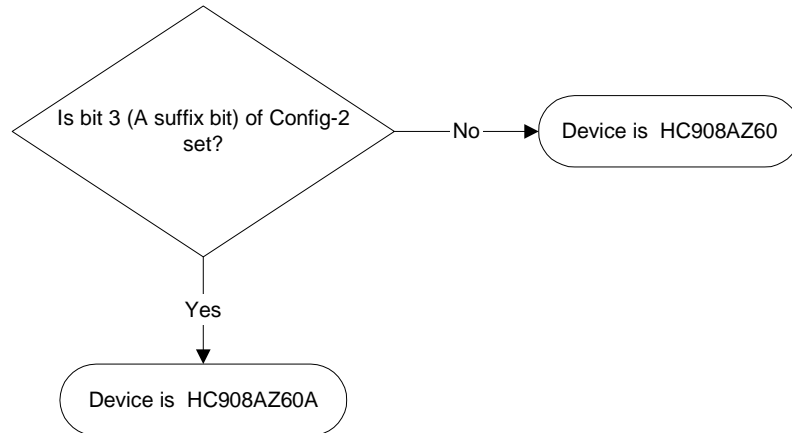 Is bit 3 (A suffix bit) of Config-2
set?
No
Device is HC908AZ60
Yes
Device is HC908AZ60A